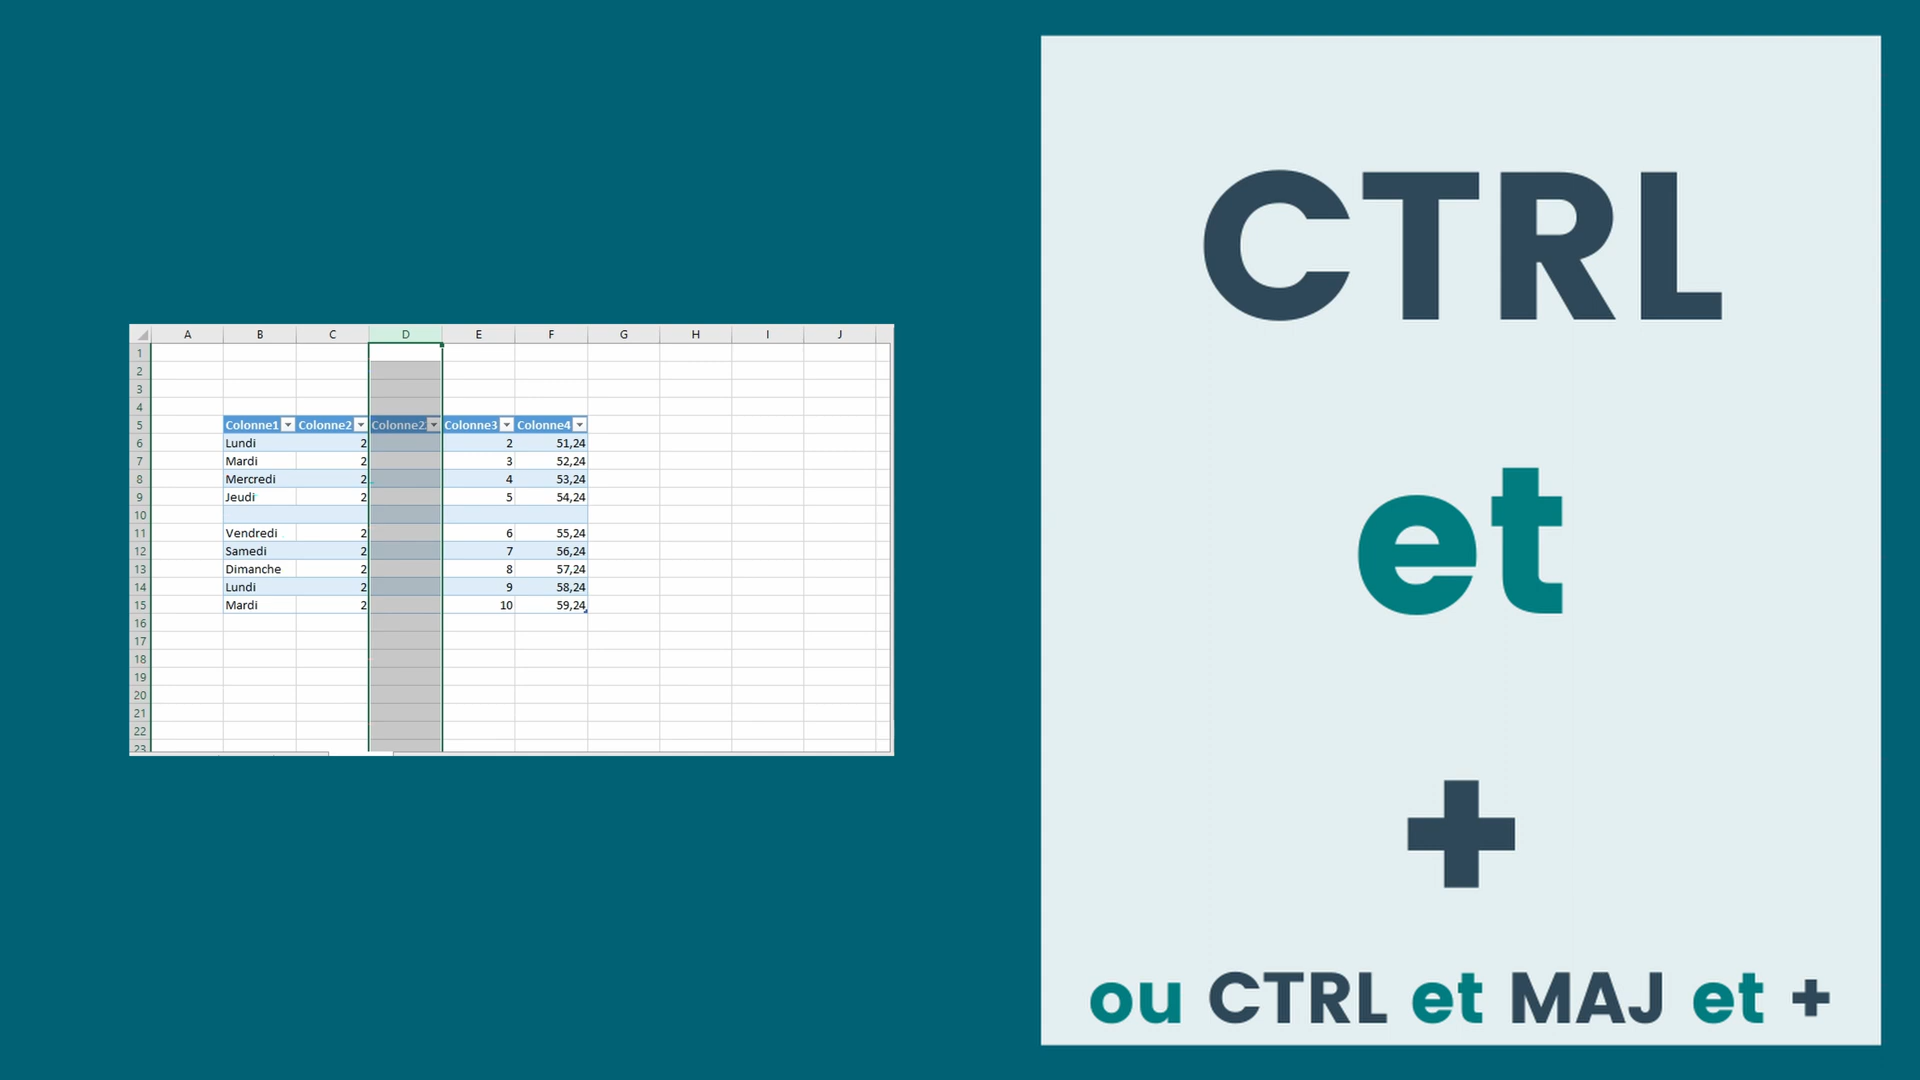 A B C D E F G H I J
1
2
3
4
5 Colonne1 Colonne2 Colonne2 Colonne3 Colonne4
6 Lundi 2 2 51,24
7 Mardi 2 3 52,24
8 Mercredi 2 4 53,24
9 Jeudi 2 5 54,24
10
11 Vendredi 2 6 55,24
12 Samedi 2 7 56,24
13 Dimanche 2 8 57,24
14 Lundi 2 9 58,24
15 Mardi 2 10 59,24
16
17
18
19
20
21
22
23
CTRL
et
+
ou CTRL et MAJ et +